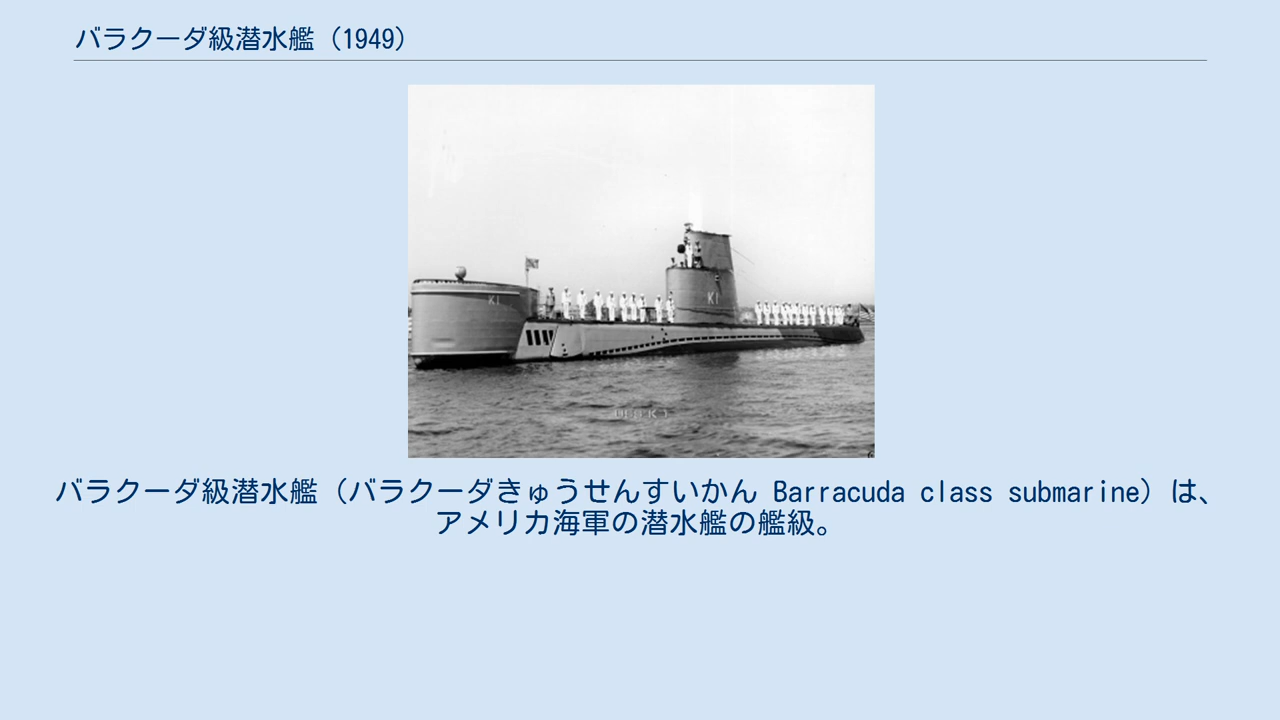 バラクーダ級潜水艦（1949）
K1
K1
バラクーダ級潜水艦（バラクーダきゅうせんすいかん Barracuda class submarine）は、
アメリカ海軍の潜水艦の艦級。